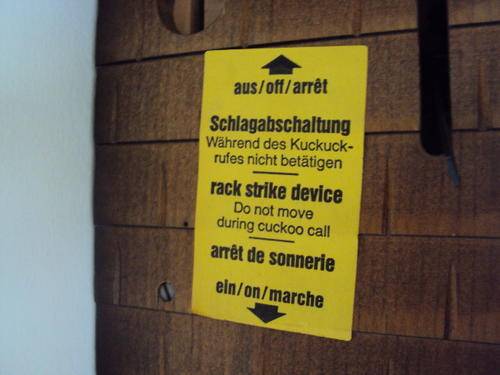 aus/off/arrêt
Schlagabschaltung
Während des Kuckuck-
rufes nicht betätigen
rack strike device
Do not move
during cuckoo call
arrêt de sonnerie
ein/on/marche